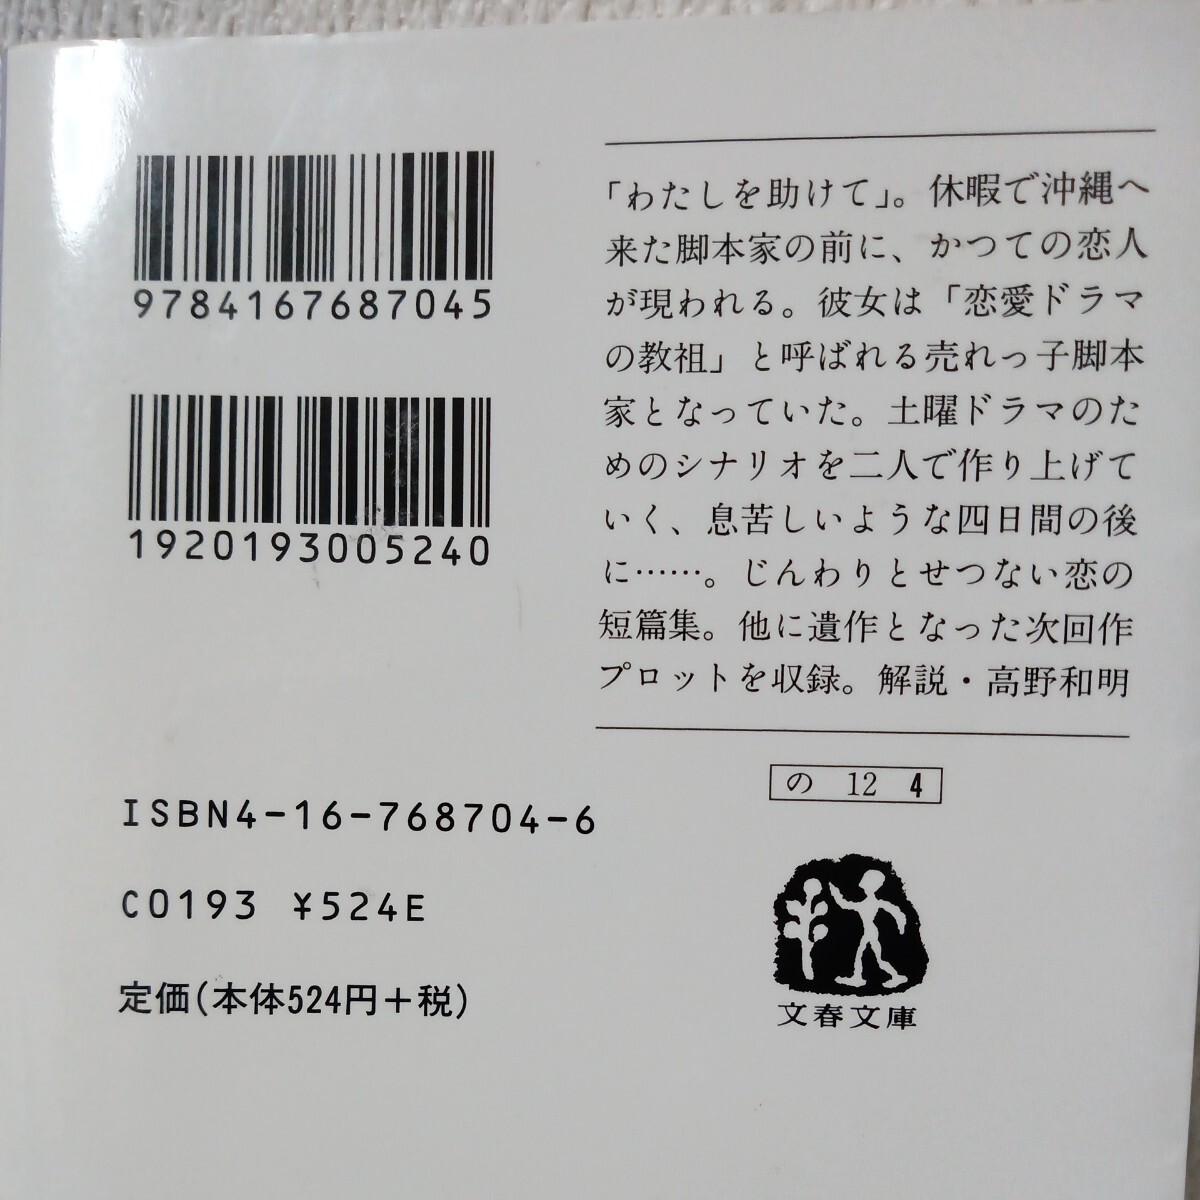 9784167687045
1920193005240
「わたしを助けて」。休暇で沖縄へ
来た脚本家の前に、かつての恋人
が現われる。彼女は「恋愛ドラマ
の教祖」と呼ばれる売れっ子脚本
家となっていた。土曜ドラマのた
めのシナリオを二人で作り上げて
いく、息苦しいような四日間の後
に……。じんわりとせつない恋の
短篇集。他に遺作となった次回作
プロットを収録。解説・高野和明
の 12 4
ISBN4-16-768704-6
C0193 ¥524E
定価(本体524円+税)
文春文庫